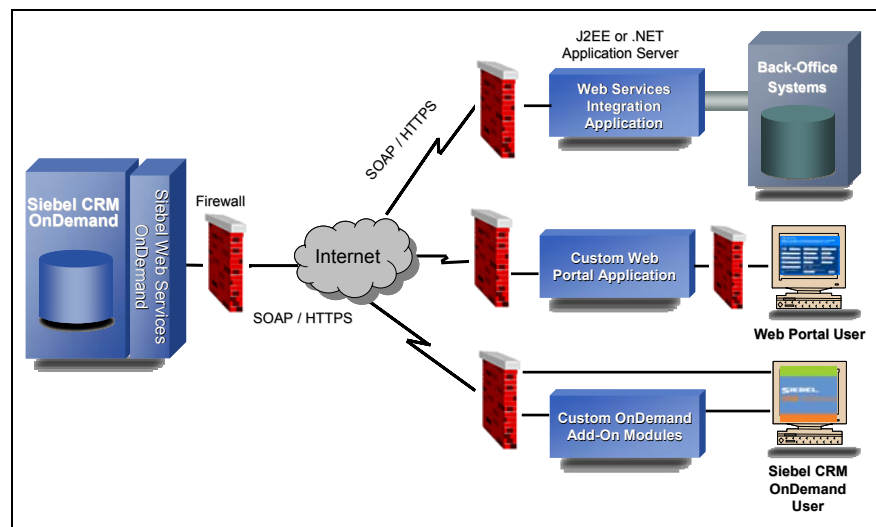 J2EE or .NET
Application Server
Web Services
Integration
Application
Back-Office
Systems
SOAP / HTTPS
Siebel CRM
OnDemand
Siebel Web Services
OnDemand
Firewall
Internet
SOAP / HTTPS
Custom Web
Portal Application
Web Portal User
Custom OnDemand
Add-On Modules
SIEBEL
Siebel CRM
OnDemand
User